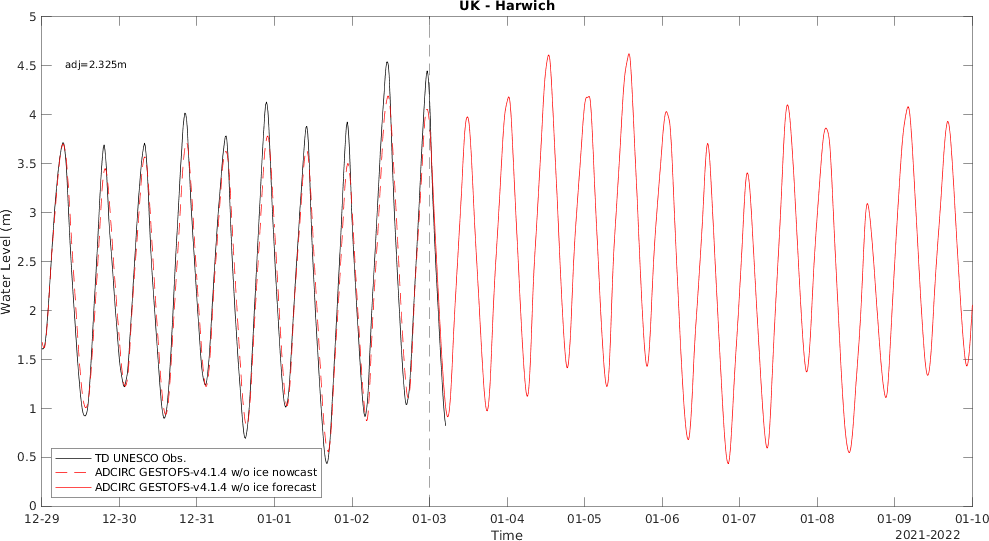 UK - Harwich
5
4.5
4
3.5
3
2.5
2
1.5
1
0.5
0
adj=2.325m
Water Level (m)
TD UNESCO Obs.
ADCIRC GESTOFS-v4.1.4 w/o ice nowcast
ADCIRC GESTOFS-v4.1.4 w/o ice forecast
12-29 12-30 12-31 01-01 01-02 01-03 01-04 01-05 01-06 01-07 01-08 01-09 01-10
Time
2021-2022